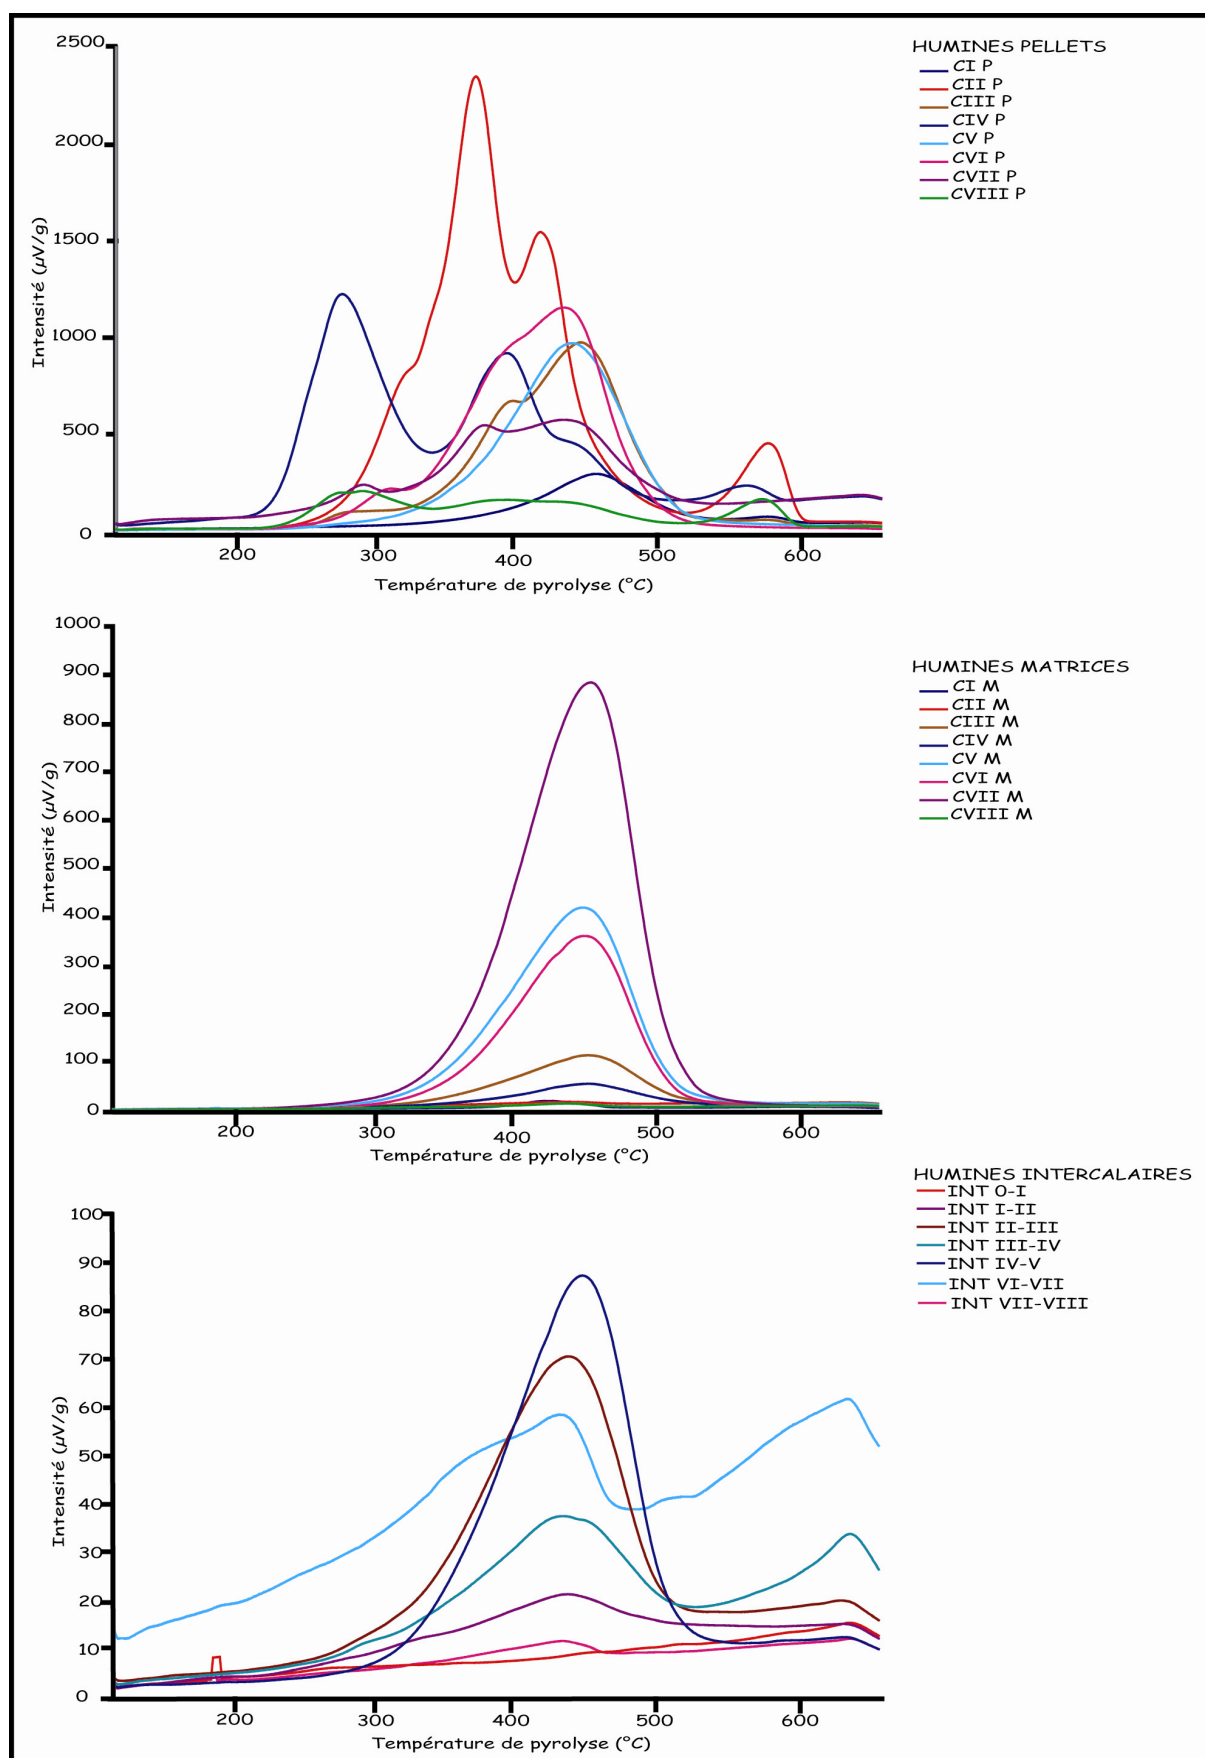 HUMINES PELLETS
CI P
CII P
CIII P
CIV P
CV P
CVI P
CVII P
CVIII P
2500
2000
1500
1000
500
0
Intensité (µV/g)
200
300
400
500
600
Température de pyrolyse (°C)
HUMINES MATRICES
CI M
CII M
CIII M
CIV M
CV M
CVI M
CVII M
CVIII M
1000
900
800
700
600
500
400
300
200
100
0
Intensité (µV/g)
200
300
400
500
600
Température de pyrolyse (°C)
HUMINES INTERCALAIRES
INT 0-I
INT I-II
INT II-III
INT III-IV
INT IV-V
INT VI-VII
INT VII-VIII
100
90
80
70
60
50
40
30
20
10
0
Intensité (µV/g)
200
300
400
500
600
Température de pyrolyse (°C)